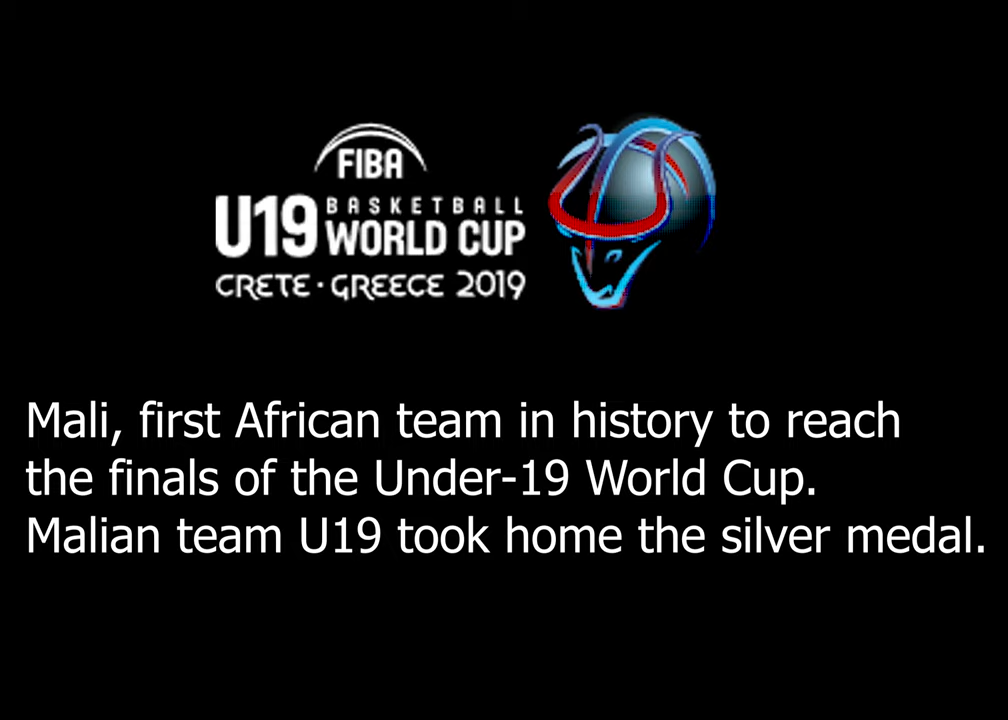 FIBA
U19 BASKETBALL
WORLD CUP
CRETE · GREECE 2019
Mali, first African team in history to reach
the finals of the Under-19 World Cup.
Malian team U19 took home the silver medal.